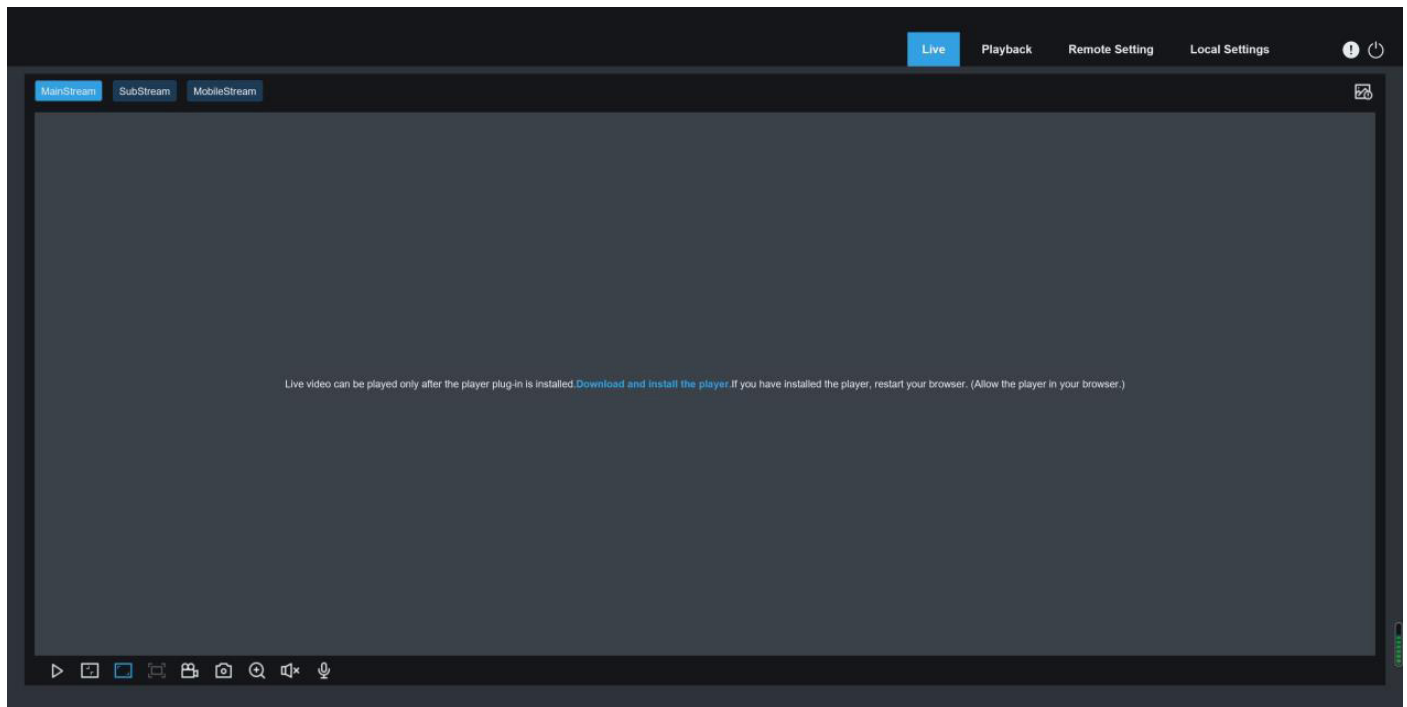 Live Playback Remote Setting Local Settings
MainStream SubStream MobileStream
Live video can be played only after the player plug-in is installed.Download and install the player.If you have installed the player, restart your browser. (Allow the player in your browser.)